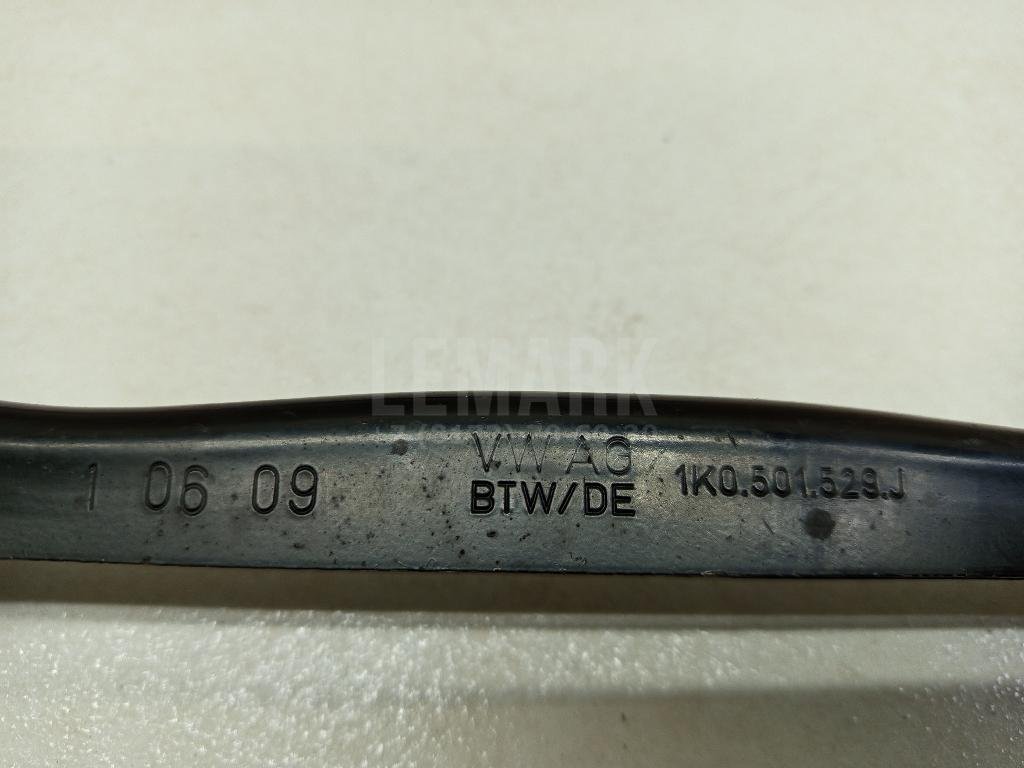 LEMARK
1 06 09
VW AG
BTW/DE
1K0.501.529.J